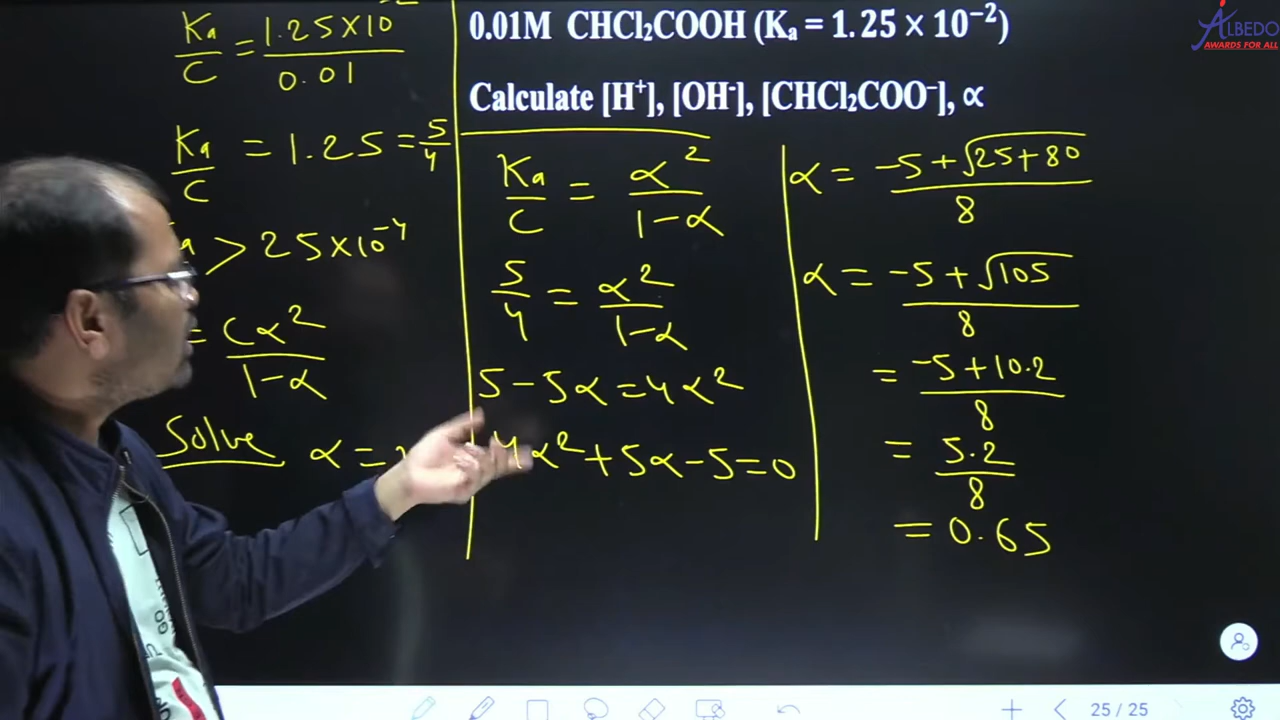 ALBEDO
AWARDS FOR ALL
0.01M CHCl₂COOH (Kₐ = 1.25 × 10⁻²)
Calculate [H⁺], [OH⁻], [CHCl₂COO⁻], ∝
Ka/C = 1.25×10⁻²/0.01
Ka/C = 1.25 = 5/4
> 25×10⁻⁴
= Cα²/1-α
Solve α =
Ka/C = α²/1-α
5/4 = α²/1-α
5-5α=4α²
4α²+5α-5=0
α = -5+√25+80/8
α = -5+√105/8
= -5+10.2/8
= 5.2/8
= 0.65
25 / 25